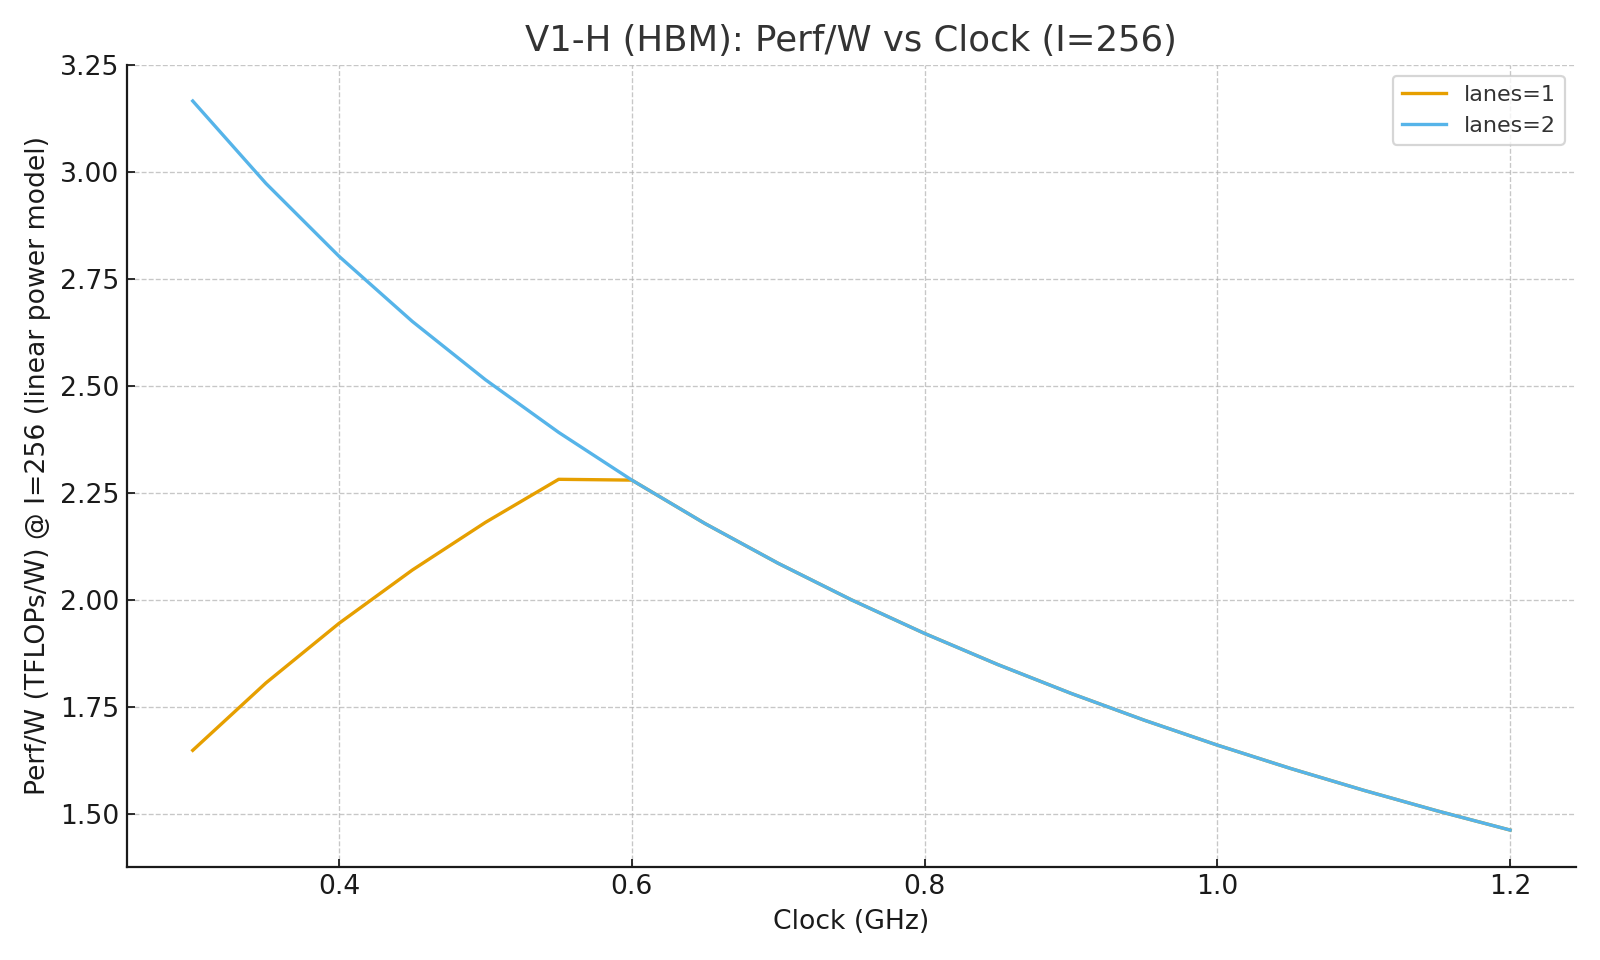 V1-H (HBM): Perf/W vs Clock (I=256)
lanes=1
lanes=2
Perf/W (TFLOPs/W) @ I=256 (linear power model)
3.25
3.00
2.75
2.50
2.25
2.00
1.75
1.50
0.4 0.6 0.8 1.0 1.2
Clock (GHz)